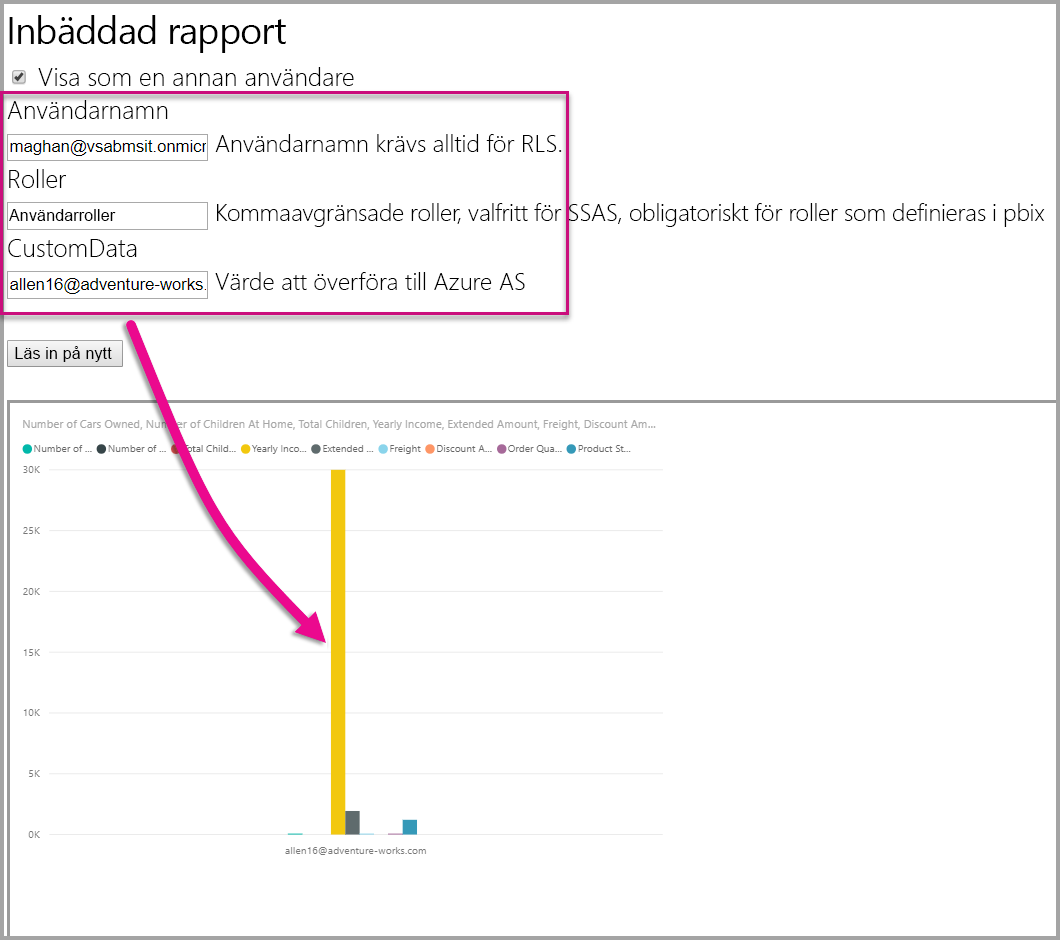 Inbäddad rapport
Visa som en annan användare
Användarnamn
maghan@vsabmsit.onmicr Användarnamn krävs alltid för RLS.
Roller
Användarroller Kommaavgränsade roller, valfritt för SSAS, obligatoriskt för roller som definieras i pbix
CustomData
allen16@adventure-works. Värde att överföra till Azure AS
Läs in på nytt
Number of Cars Owned, Number of Children At Home, Total Children, Yearly Income, Extended Amount, Freight, Discount Am...
Number of ... Number of ... Total Child... Yearly Inco... Extended ... Freight Discount A... Order Qua... Product St...
30K
25K
20K
15K
10K
5K
0K
allen16@adventure-works.com